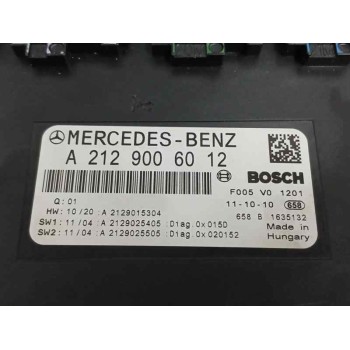 MERCEDES-BENZ
A 212 900 60 12
BOSCH
F005 V0 1201
Q: 01
11-10-10 658
HW: 10/20 :A 2129015304
658 B 1635132
SW1: 11/04 :A 2129025405 :Diag:0x0150
Made in
SW2: 11/04 :A 2129025505 :Diag:0x020152
Hungary